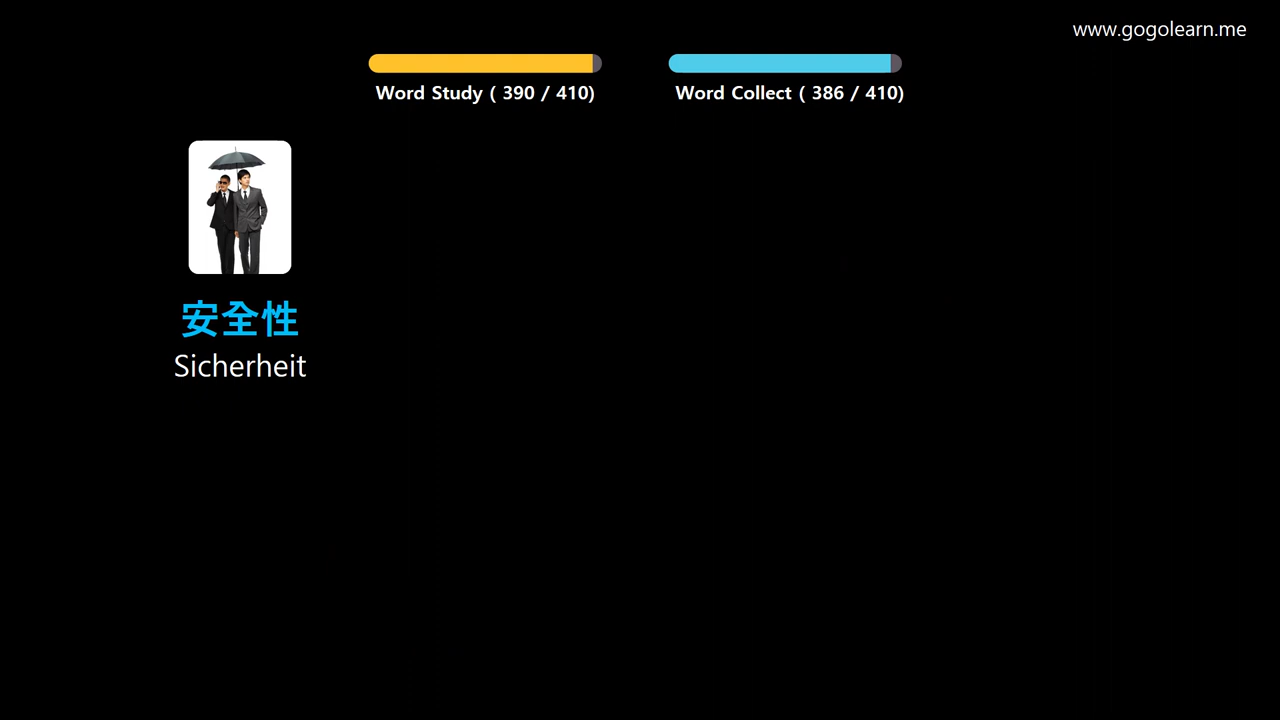 www.gogolearn.me
Word Study ( 390 / 410)
Word Collect ( 386 / 410)
安全性
Sicherheit